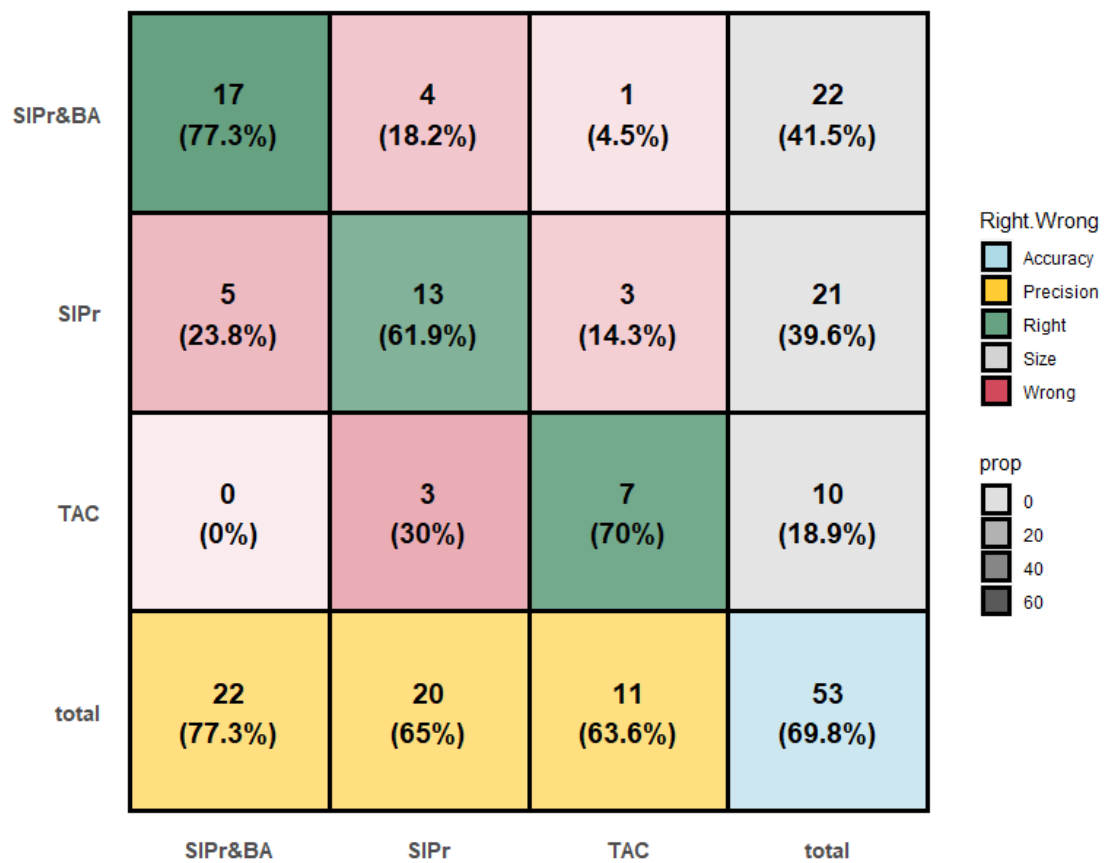 SIPr&BA
17
(77.3%)
4
(18.2%)
1
(4.5%)
22
(41.5%)
SIPr
5
(23.8%)
13
(61.9%)
3
(14.3%)
21
(39.6%)
TAC
0
(0%)
3
(30%)
7
(70%)
10
(18.9%)
total
22
(77.3%)
20
(65%)
11
(63.6%)
53
(69.8%)
SIPr&BA
SIPr
TAC
total
Right.Wrong
Accuracy
Precision
Right
Size
Wrong
prop
0
20
40
60